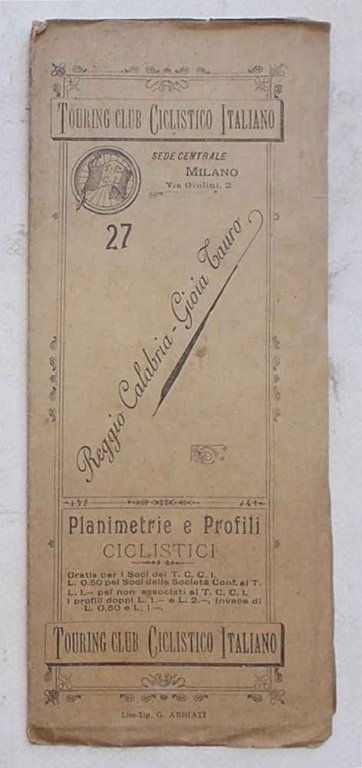 TOURING CLUB CICLISTICO ITALIANO
SEDE CENTRALE
MILANO
Via Giulini, 2
T.C.C.I.
27
Reggio Calabria - Gioia Tauro
Planimetrie e Profili
CICLISTICI
Gratis per i Soci del T. C. C. I.
L. 0.50 pei Soci delle Società Conf. al T.
L. 1.— pei non associati al T. C. C. I.
i profili doppi L. 1.— e L. 2.—, invece di
L. 0.50 e L. 1.—
TOURING CLUB CICLISTICO ITALIANO
Lito-Tip. G. ABBIATI